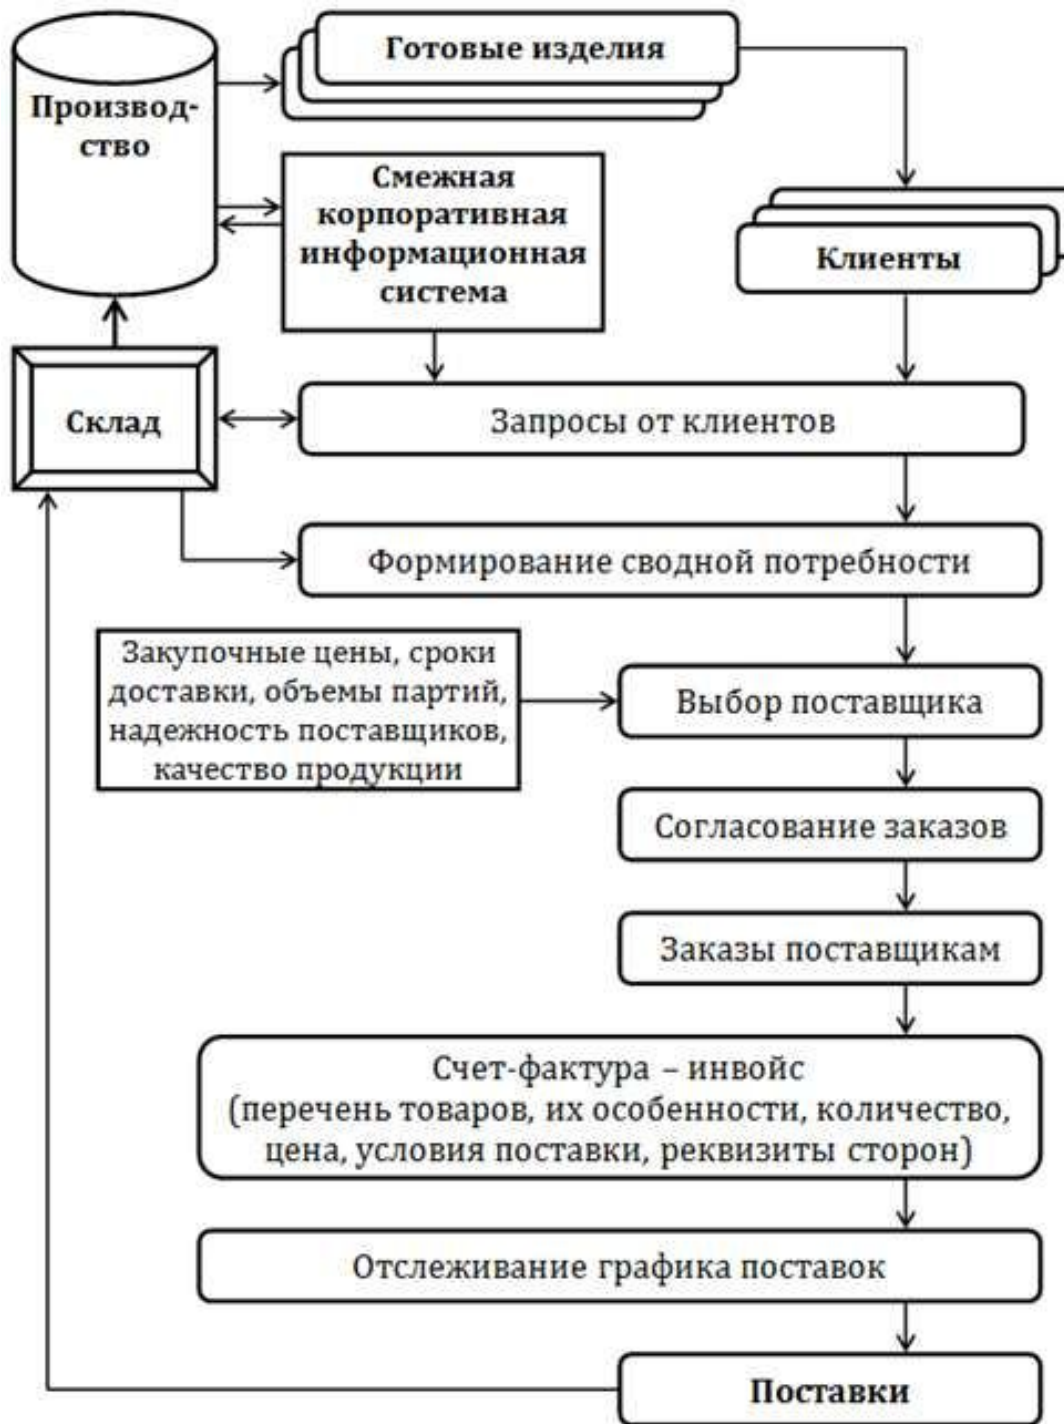 Готовые изделия
Производ-
ство
Смежная
корпоративная
информационная
система
Клиенты
Склад
Запросы от клиентов
Формирование сводной потребности
Закупочные цены, сроки
доставки, объемы партий,
надежность поставщиков,
качество продукции
Выбор поставщика
Согласование заказов
Заказы поставщикам
Счет-фактура – инвойс
(перечень товаров, их особенности, количество,
цена, условия поставки, реквизиты сторон)
Отслеживание графика поставок
Поставки